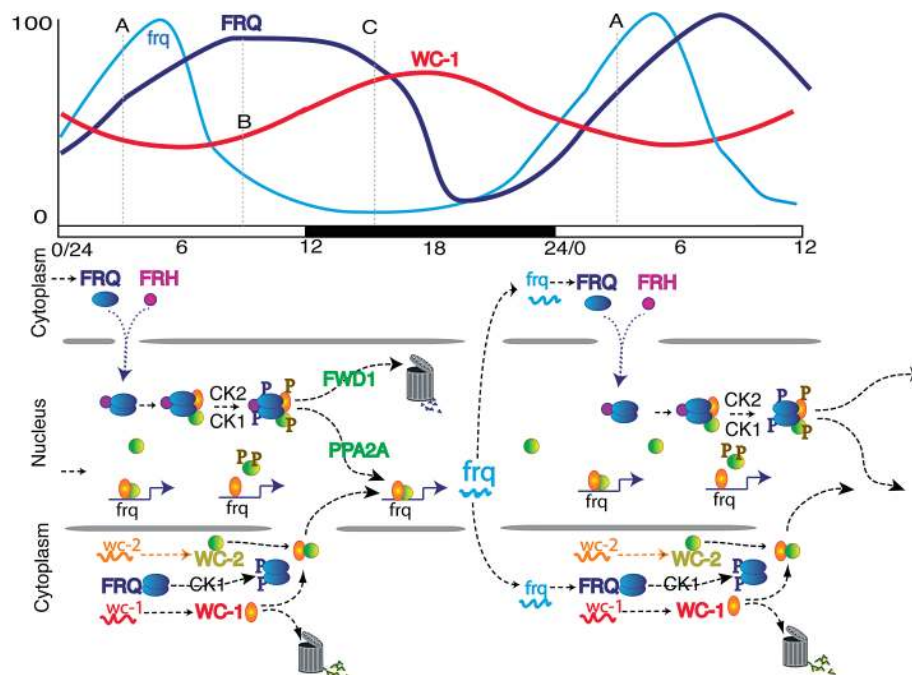 100
A
frq
FRQ
B
C
WC-1
A
0
0/24
6
12
18
24/0
6
12
Cytoplasm
FRQ FRH
frq FRQ FRH
Nucleus
CK2
CK1
P P
P P
FWD1
PPA2A
P P
frq
frq
frq
frq
CK2
CK1
P P
P P
P P
frq
frq
Cytoplasm
wc-2 WC-2
FRQ CK1
P
P
wc-1 WC-1
wc-2 WC-2
frq FRQ CK1
P
P
wc-1 WC-1